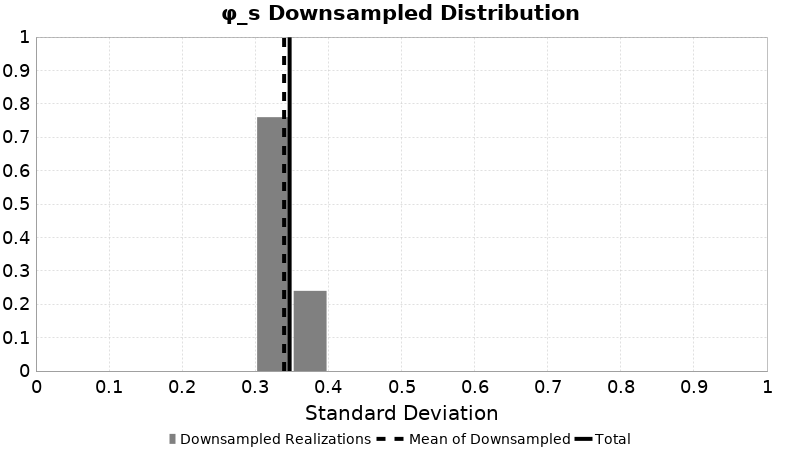 φ_s Downsampled Distribution
1
0.9
0.8
0.7
0.6
0.5
0.4
0.3
0.2
0.1
0
0 0.1 0.2 0.3 0.4 0.5 0.6 0.7 0.8 0.9 1
Standard Deviation
Downsampled Realizations Mean of Downsampled Total